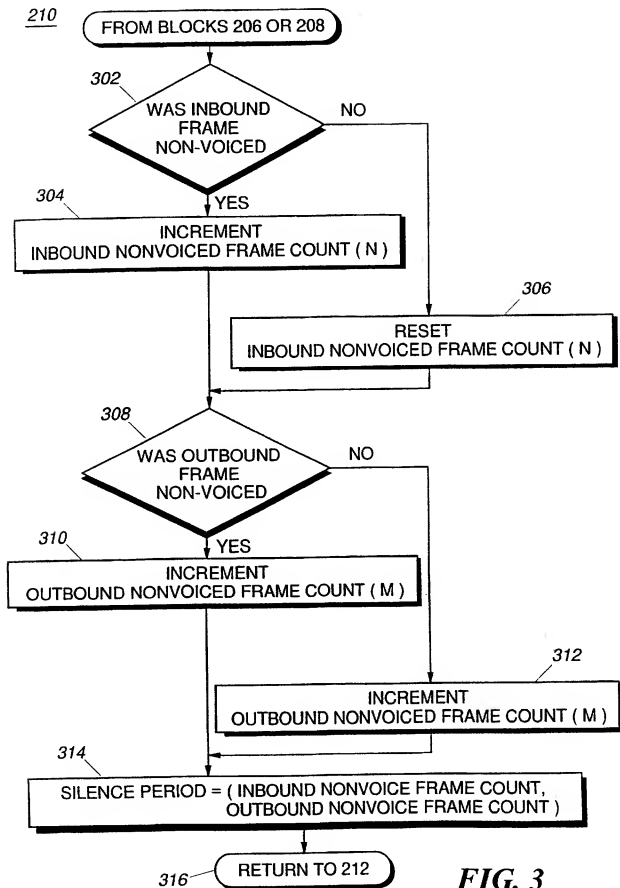 210
FROM BLOCKS 206 OR 208
302
WAS INBOUND
FRAME
NON-VOICED
NO
YES
304
INCREMENT
INBOUND NONVOICED FRAME COUNT ( N )
306
RESET
INBOUND NONVOICED FRAME COUNT ( N )
308
WAS OUTBOUND
FRAME
NON-VOICED
NO
YES
310
INCREMENT
OUTBOUND NONVOICED FRAME COUNT ( M )
312
INCREMENT
OUTBOUND NONVOICED FRAME COUNT ( M )
314
SILENCE PERIOD = ( INBOUND NONVOICE FRAME COUNT,
OUTBOUND NONVOICE FRAME COUNT )
316
RETURN TO 212
FIG. 3